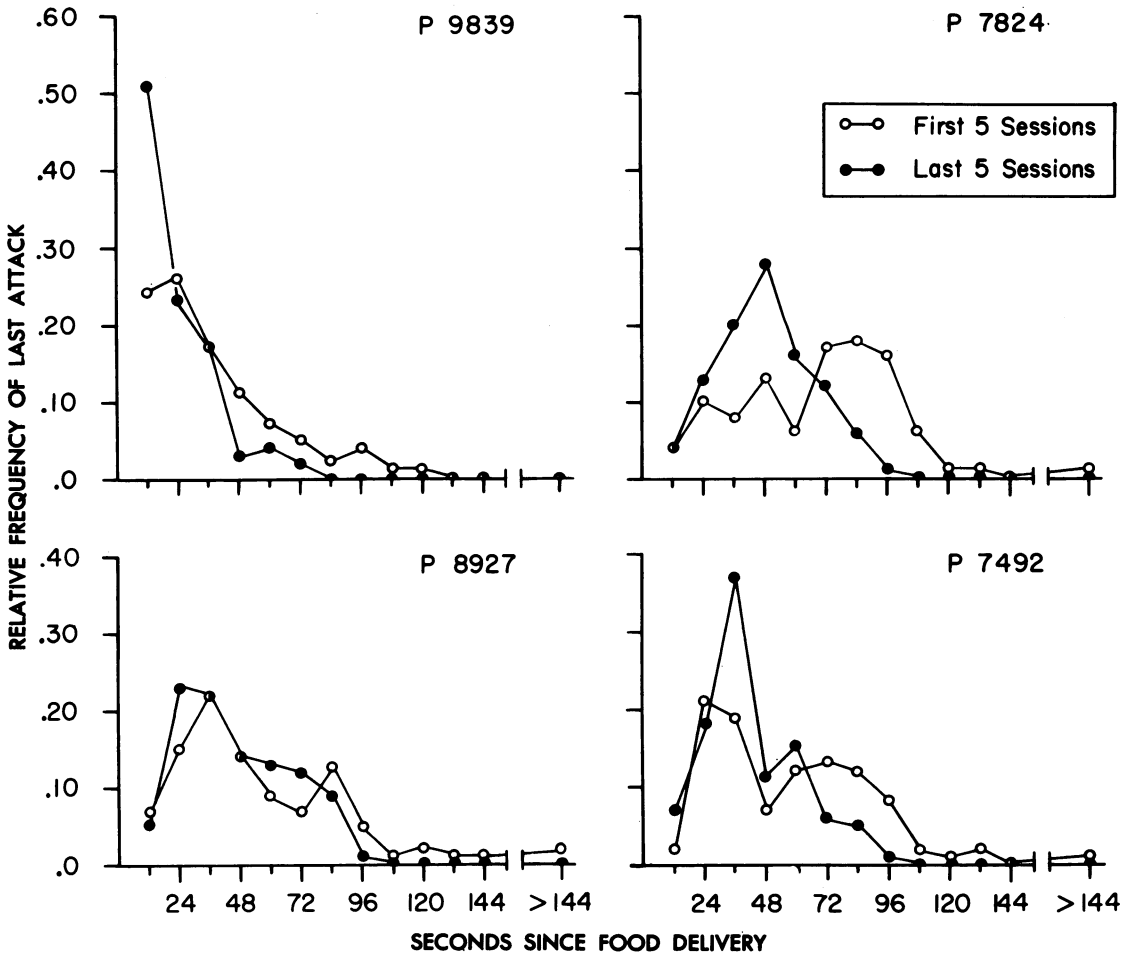 P 9839
P 7824
.60
.50
.40
.30
.20
.10
.0
First 5 Sessions
Last 5 Sessions
RELATIVE FREQUENCY OF LAST ATTACK
P 8927
P 7492
.40
.30
.20
.10
.0
24 48 72 96 120 144 >144
24 48 72 96 120 144 >144
SECONDS SINCE FOOD DELIVERY